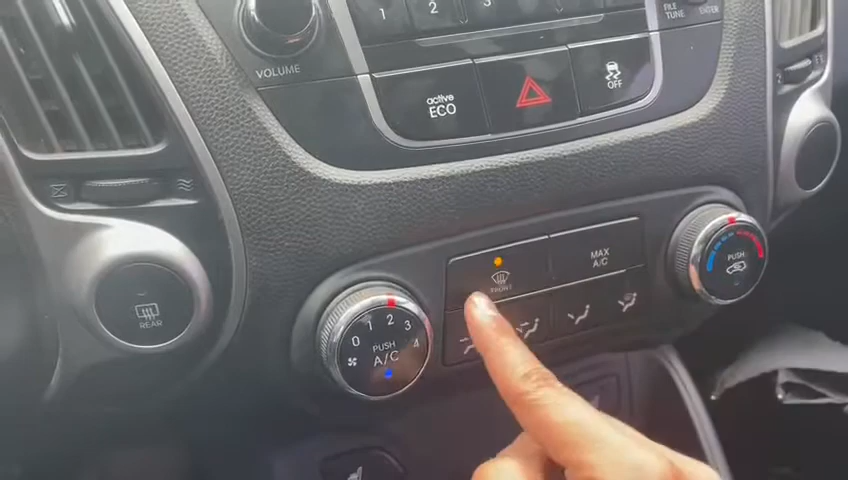 1 2 3
FILE
TUNE
ENTER
VOLUME
active
ECO
OFF
MAX
A/C
FRONT
PUSH
REAR
0 1 2 3 4
PUSH
A/C